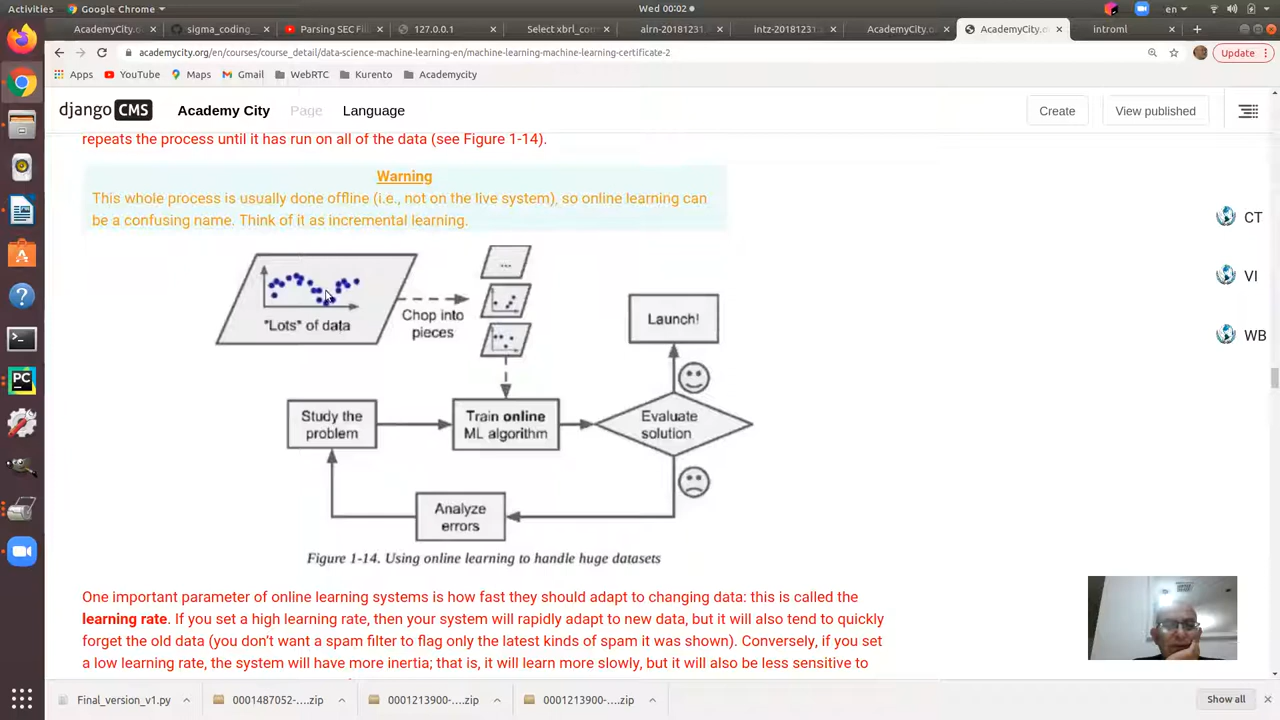 Activities
Google Chrome
Wed 00:02
en
AcademyCity.
sigma_coding_
Parsing SEC Fil
127.0.0.1
Select xbrl_com
alrn-20181231.
intz-20181231
AcademyCity.o
AcademyCity.
introml
academycity.org/en/courses/course_detail/data-science-machine-learning-en/machine-learning-machine-learning-certificate-2
Update
Apps
YouTube
Maps
Gmail
WebRTC
Kurento
Academycity
django CMS
Academy City
Page
Language
Create
View published
repeats the process until it has run on all of the data (see Figure 1-14).
Warning
This whole process is usually done offline (i.e., not on the live system), so online learning can
be a confusing name. Think of it as incremental learning.
CT
VI
WB
...
"Lots" of data
Chop into
pieces
Launch!
Study the
problem
Train online
ML algorithm
Evaluate
solution
Analyze
errors
Figure 1-14. Using online learning to handle huge datasets
One important parameter of online learning systems is how fast they should adapt to changing data: this is called the
learning rate. If you set a high learning rate, then your system will rapidly adapt to new data, but it will also tend to quickly
forget the old data (you don't want a spam filter to flag only the latest kinds of spam it was shown). Conversely, if you set
a low learning rate, the system will have more inertia; that is, it will learn more slowly, but it will also be less sensitive to
Final_version_v1.py
0001487052-....zip
0001213900-....zip
0001213900-....zip
Show all
PC